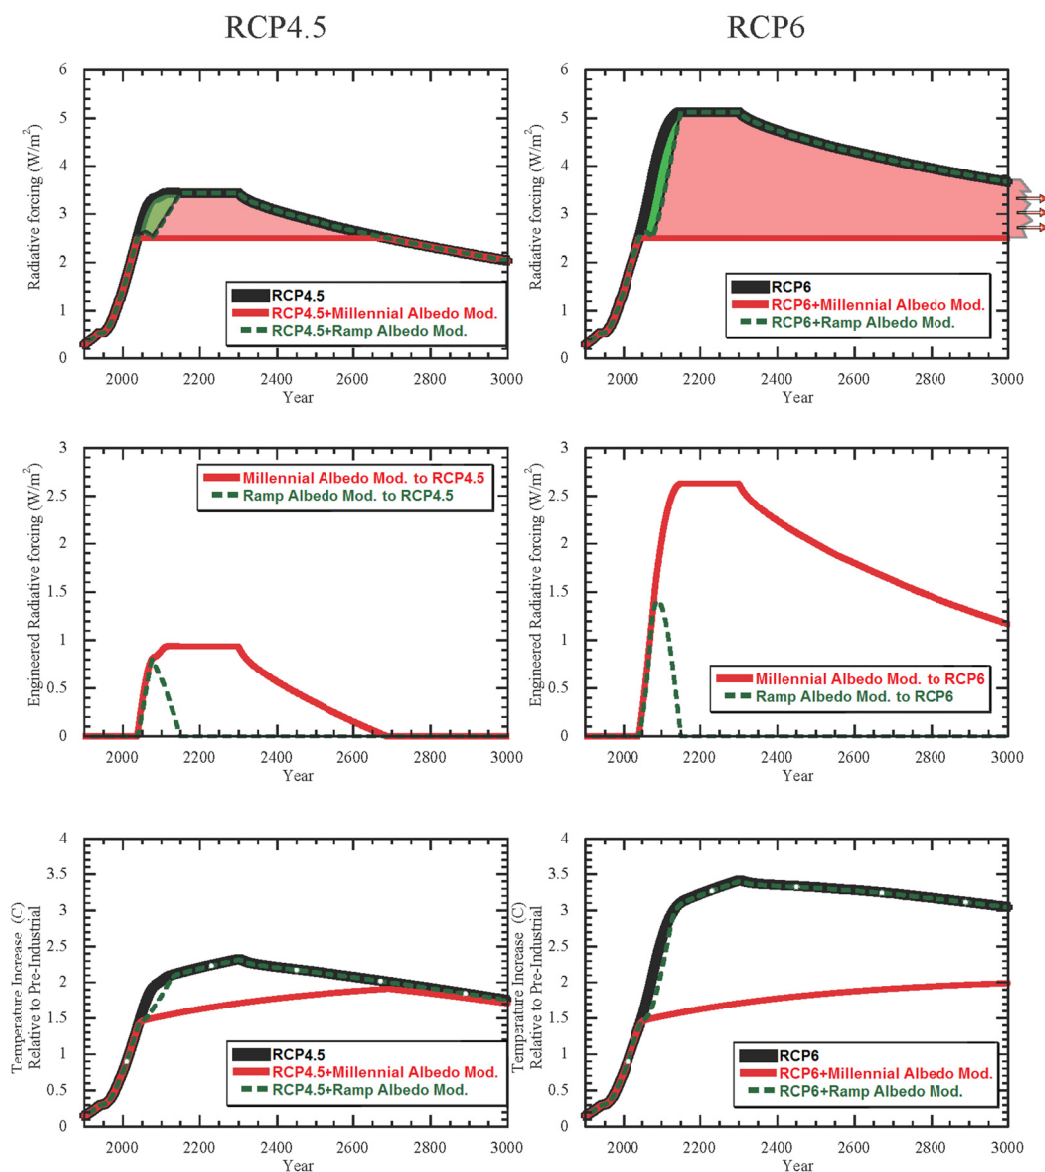 RCP4.5
RCP6
6
5
4
3
2
1
0
Radiative forcing (W/m²)
RCP4.5
RCP4.5+Millennial Albedo Mod.
RCP4.5+Ramp Albedo Mod.
2000 2200 2400 2600 2800 3000
Year
6
5
4
3
2
1
0
Radiative forcing (W/m²)
RCP6
RCP6+Millennial Albedo Mod.
RCP6+Ramp Albedo Mod.
2000 2200 2400 2600 2800 3000
Year
3
2.5
2
1.5
1
0.5
0
Engineered Radiative forcing (W/m²)
Millennial Albedo Mod. to RCP4.5
Ramp Albedo Mod. to RCP4.5
2000 2200 2400 2600 2800 3000
Year
3
2.5
2
1.5
1
0.5
0
Engineered Radiative forcing (W/m²)
Millennial Albedo Mod. to RCP6
Ramp Albedo Mod. to RCP6
2000 2200 2400 2600 2800 3000
Year
4
3.5
3
2.5
2
1.5
1
0.5
0
Temperature Increase (C)
Relative to Pre-Industrial
RCP4.5
RCP4.5+Millennial Albedo Mod.
RCP4.5+Ramp Albedo Mod.
2000 2200 2400 2600 2800 3000
Year
4
3.5
3
2.5
2
1.5
1
0.5
0
Temperature Increase (C)
Relative to Pre-Industrial
RCP6
RCP6+Millennial Albedo Mod.
RCP6+Ramp Albedo Mod.
2000 2200 2400 2600 2800 3000
Year